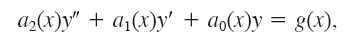 a₂(x)y″ + a₁(x)y′ + a₀(x)y = g(x),